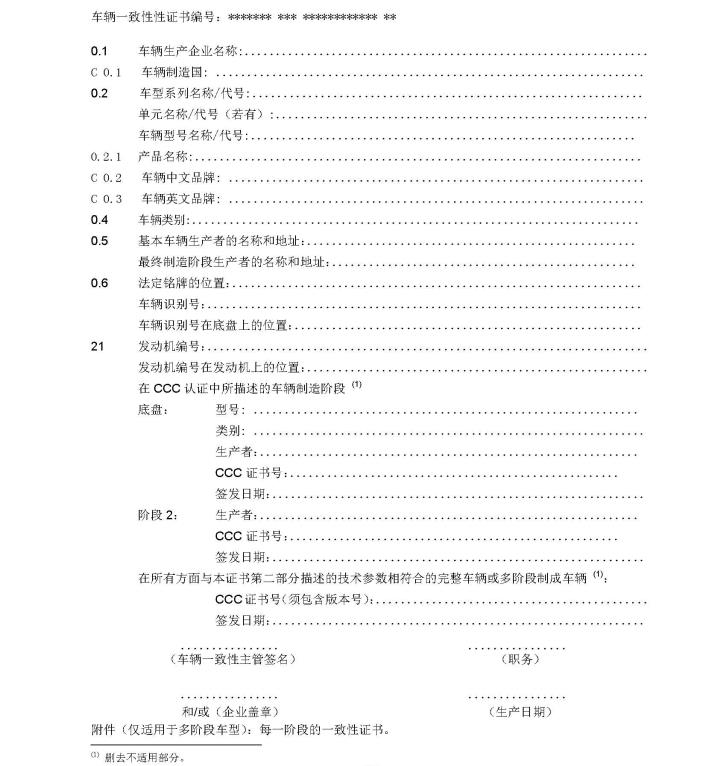 车辆一致性性证书编号：******* *** ************ **
0.1 车辆生产企业名称:..................................................
C 0.1 车辆制造国: ....................................................
0.2 车型系列名称/代号:................................................
单元名称/代号（若有）:.............................................
车辆型号名称/代号:...............................................
0.2.1 产品名称:......................................................
C 0.2 车辆中文品牌: ..................................................
C 0.3 车辆英文品牌: ..................................................
0.4 车辆类别:......................................................
0.5 基本车辆生产者的名称和地址:........................................
最终制造阶段生产者的名称和地址:.....................................
0.6 法定铭牌的位置:..................................................
车辆识别号:.....................................................
车辆识别号在底盘上的位置:..........................................
21 发动机编号:.....................................................
发动机编号在发动机上的位置:.........................................
在 CCC 认证中所描述的车辆制造阶段 (1)
底盘: 型号: ...............................................
类别: ................................................
生产者:..............................................
CCC 证书号:........................................
签发日期:.............................................
阶段 2: 生产者:..............................................
CCC 证书号:........................................
签发日期:.............................................
在所有方面与本证书第二部分描述的技术参数相符合的完整车辆或多阶段制成车辆 (1):
CCC证书号(须包含版本号):.................................
签发日期:.............................................
................ ................
（车辆一致性主管签名） （职务）
................ ................
和/或（企业盖章） （生产日期）
附件（仅适用于多阶段车型）：每一阶段的一致性证书。
(1) 删去不适用部分。